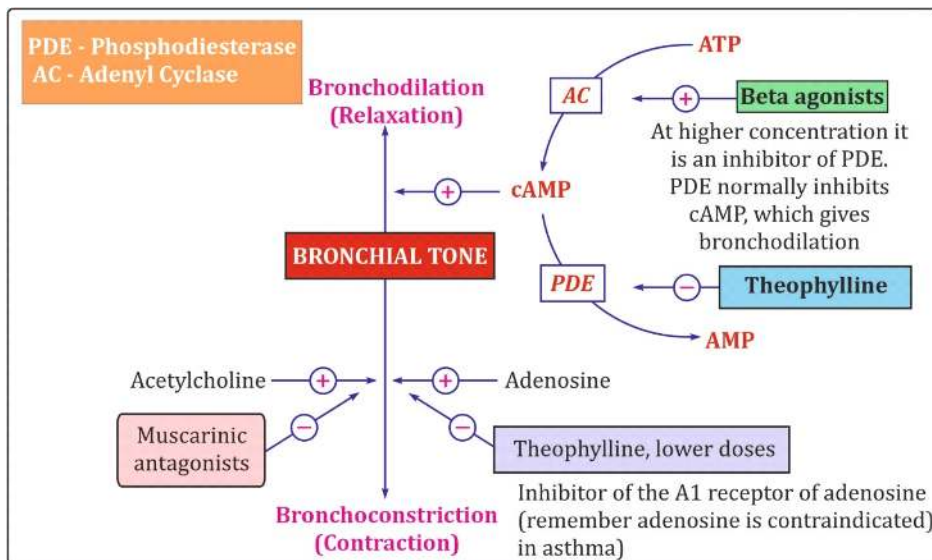 PDE - Phosphodiesterase
AC - Adenyl Cyclase
Bronchodilation
(Relaxation)
ATP
AC
+
Beta agonists
At higher concentration it
is an inhibitor of PDE.
PDE normally inhibits
cAMP, which gives
bronchodilation
+
cAMP
BRONCHIAL TONE
PDE
−
Theophylline
AMP
Acetylcholine
+
+
Adenosine
Muscarinic
antagonists
−
−
Theophylline, lower doses
Bronchoconstriction
(Contraction)
Inhibitor of the A1 receptor of adenosine
(remember adenosine is contraindicated)
in asthma)